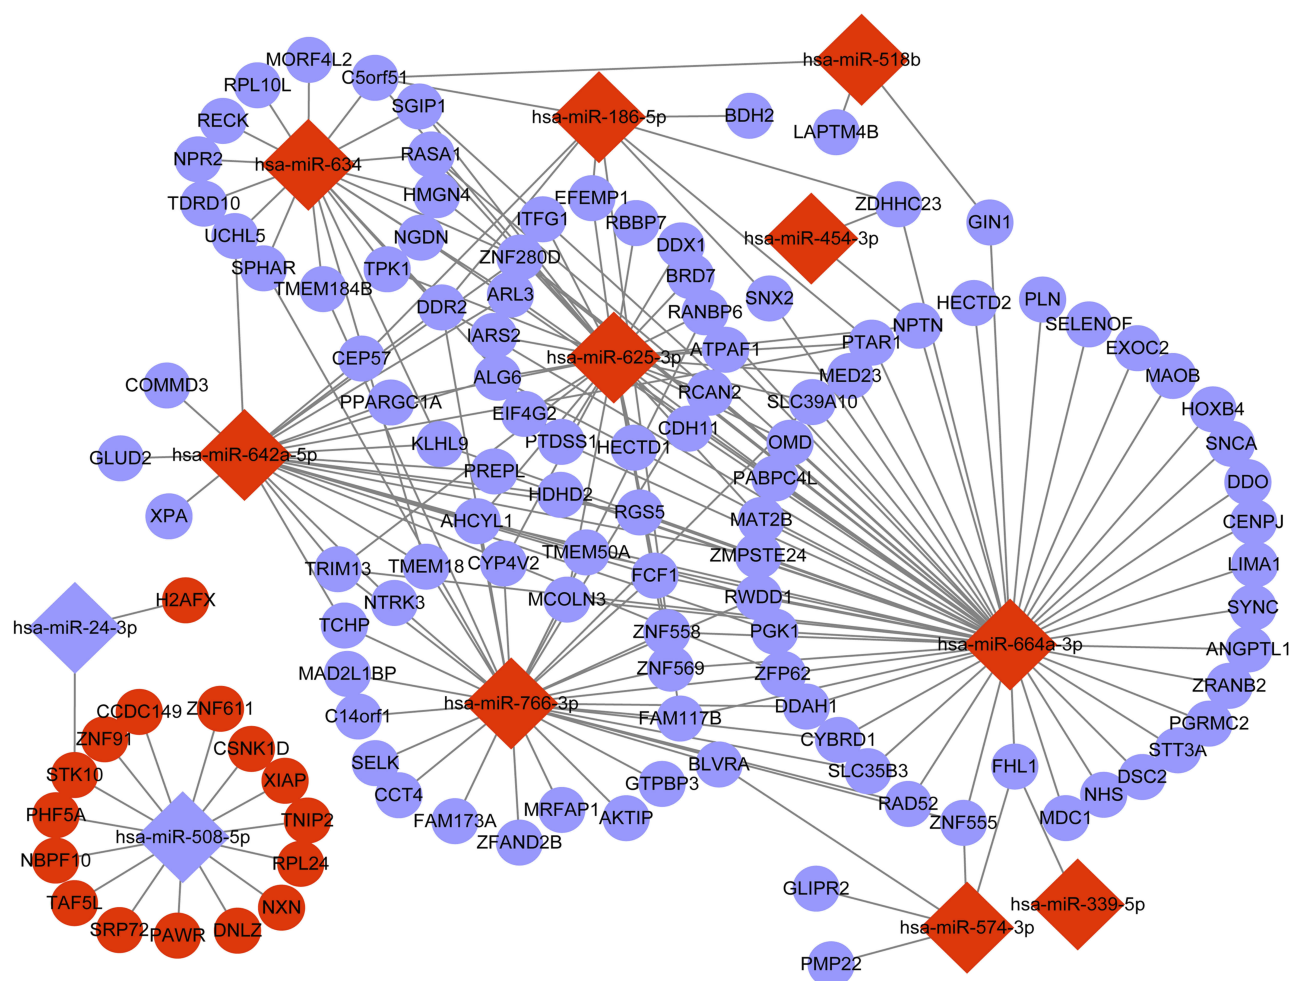 MORF4L2
C5orf51
hsa-miR-518b
RPL10L
SGIP1
hsa-miR-186-5p
BDH2
LAPTM4B
RECK
RASA1
NPR2
hsa-miR-634
HMGN4
EFEMP1
ZDHHC23
TDRD10
ITFG1
RBBP7
GIN1
UCHL5
NGDN
DDX1
hsa-miR-454-3p
ZNF280D
SPHAR
TPK1
BRD7
TMEM184B
ARL3
SNX2
HECTD2
PLN
DDR2
RANBP6
SELENOF
IARS2
NPTN
PTAR1
CEP57
hsa-miR-625-3p
ATPAF1
EXOC2
COMMD3
ALG6
MED23
MAOB
PPARGC1A
RCAN2
SLC39A10
EIF4G2
HOXB4
CDH11
KLHL9
PTDSS1
HECTD1
OMD
SNCA
GLUD2
hsa-miR-642a-5p
PREPL
PABPC4L
DDO
HDHD2
XPA
RGS5
AHCYL1
MAT2B
CENPJ
TMEM50A
ZMPSTE24
TRIM13
TMEM18
CYP4V2
FCF1
LIMA1
H2AFX
NTRK3
MCOLN3
RWDD1
SYNC
hsa-miR-24-3p
TCHP
ZNF558
PGK1
hsa-miR-664a-3p
ANGPTL1
MAD2L1BP
ZNF569
ZFP62
ZRANB2
CCDC149
ZNF611
C14orf1
hsa-miR-766-3p
FAM117B
DDAH1
PGRMC2
ZNF91
CSNK1D
CYBRD1
STT3A
STK10
XIAP
SELK
BLVRA
SLC35B3
FHL1
DSC2
CCT4
GTPBP3
NHS
PHF5A
TNIP2
MRFAP1
RAD52
MDC1
hsa-miR-508-5p
FAM173A
AKTIP
ZNF555
NBPF10
RPL24
ZFAND2B
GLIPR2
TAF5L
NXN
hsa-miR-339-5p
SRP72
PAWR
DNLZ
hsa-miR-574-3p
PMP22